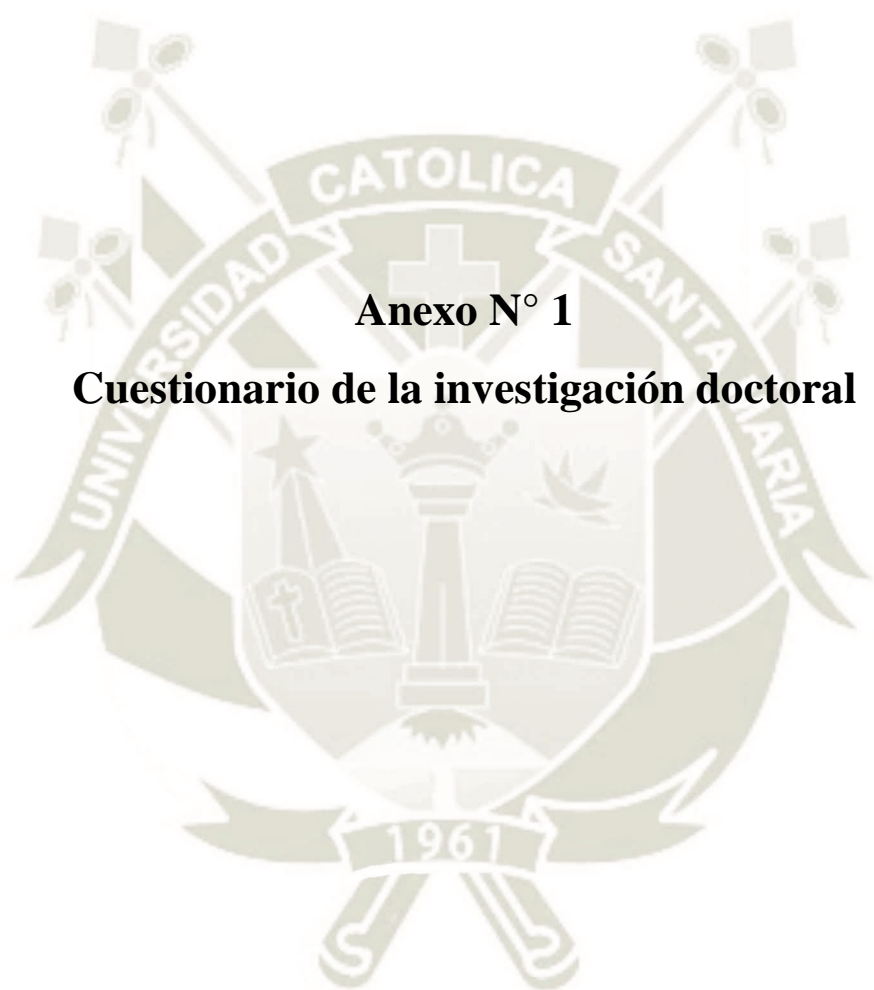 UNIVERSIDAD CATOLICA SANTA MARIA
Anexo N° 1
Cuestionario de la investigación doctoral
1961